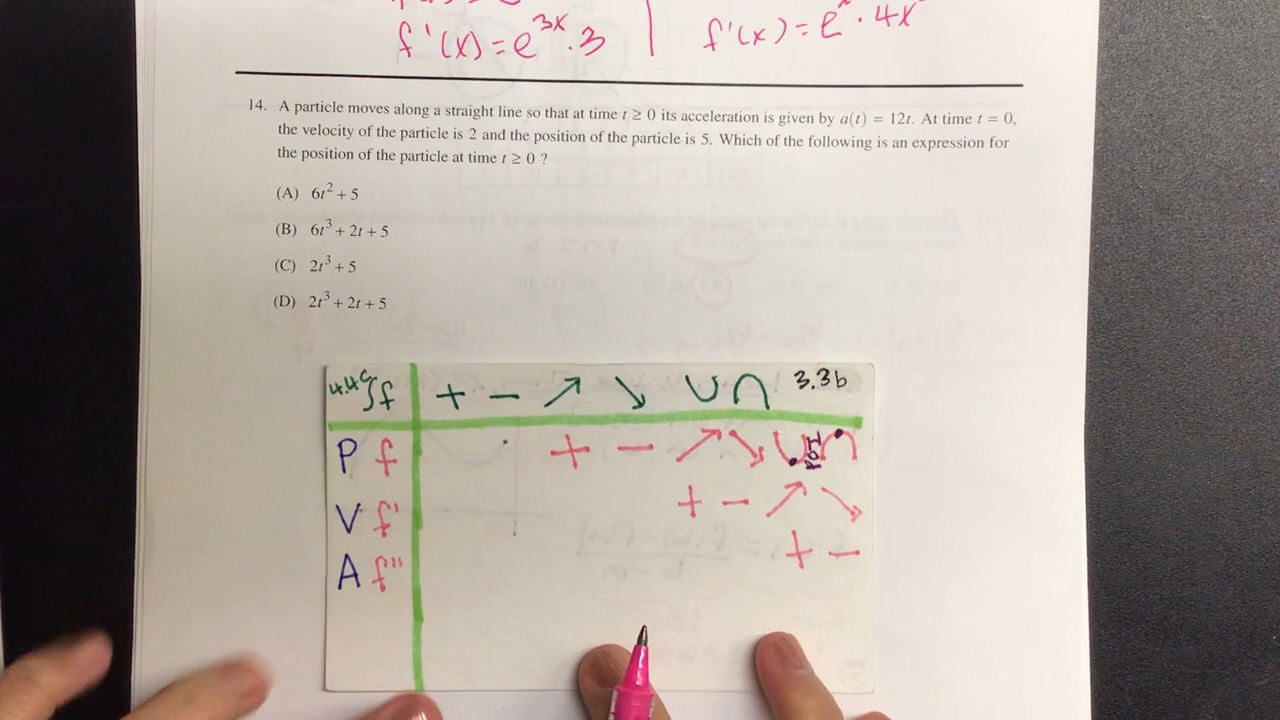 f'(x) = e^{3x} · 3 | f'(x) = e · 4x
14. A particle moves along a straight line so that at time t ≥ 0 its acceleration is given by a(t) = 12t. At time t = 0,
the velocity of the particle is 2 and the position of the particle is 5. Which of the following is an expression for
the position of the particle at time t ≥ 0 ?
(A) 6t² + 5
(B) 6t³ + 2t + 5
(C) 2t³ + 5
(D) 2t³ + 2t + 5
4.4c ∫f + − ↗ ↘ ∪ ∩ 3.3b
P f + − ↗ ↘ ∪ POI ∩
V f' + − ↗ ↘
A f" + −